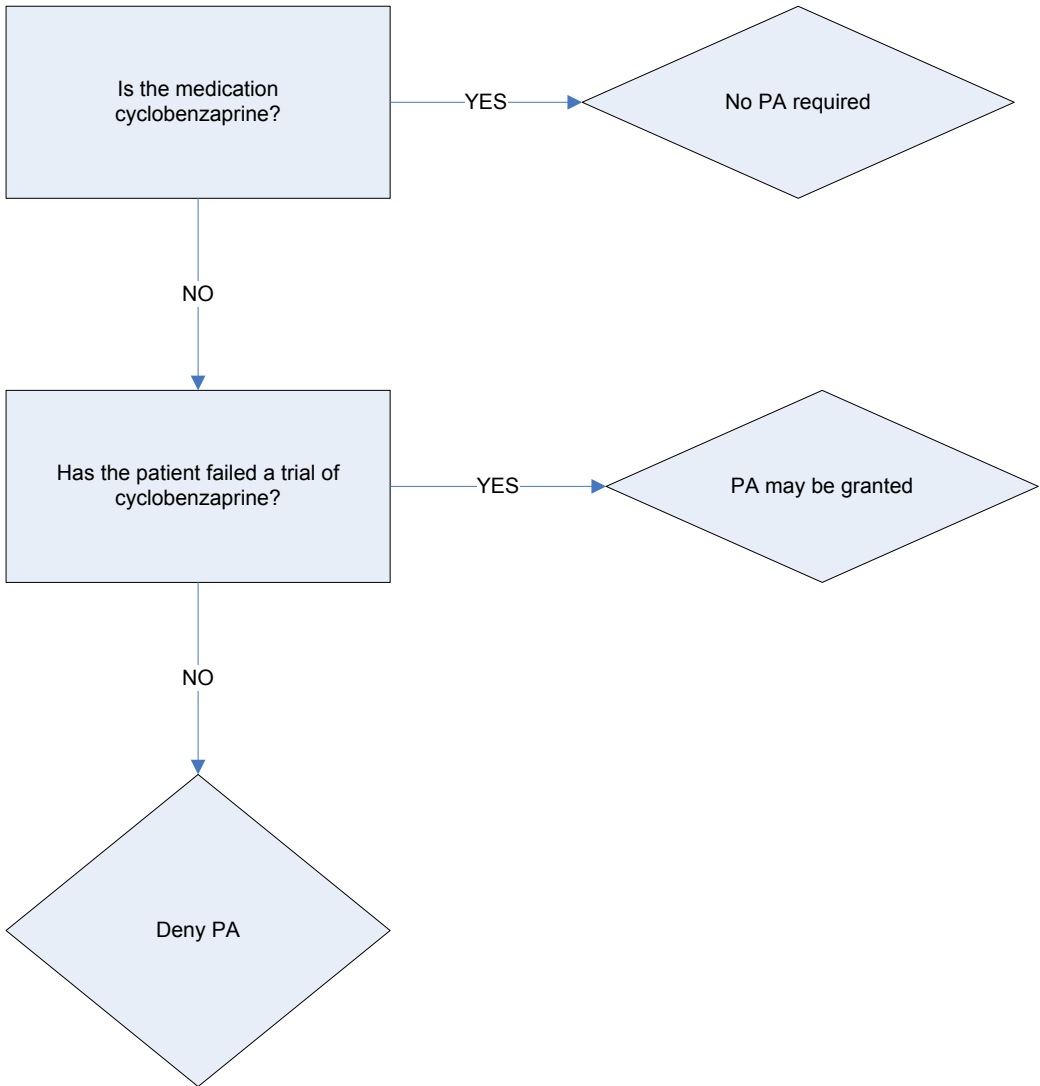 Is the medication
cyclobenzaprine?
YES
No PA required
NO
Has the patient failed a trial of
cyclobenzaprine?
YES
PA may be granted
NO
Deny PA